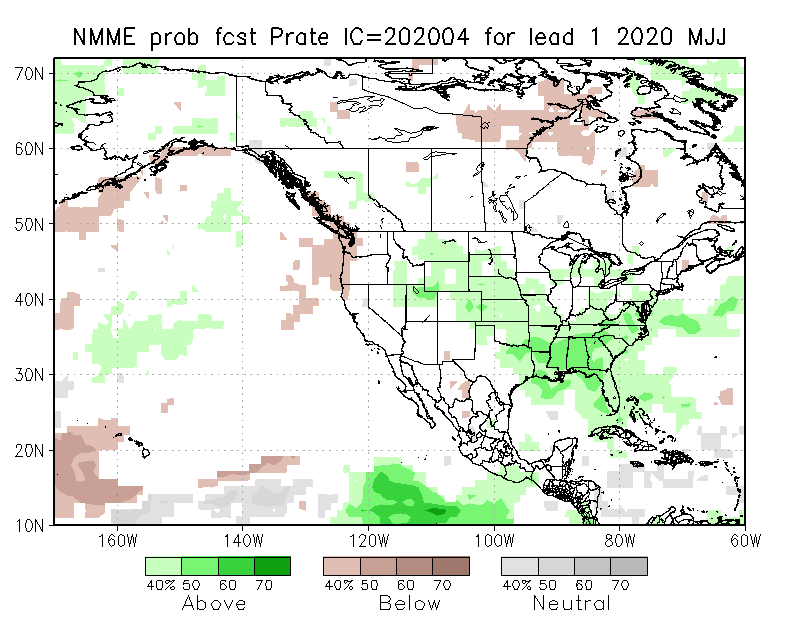 NMME prob fcst Prate IC=202004 for lead 1 2020 MJJ
70N
60N
50N
40N
30N
20N
10N
160W 140W 120W 100W 80W 60W
40% 50 60 70 40% 50 60 70 40% 50 60 70
Above Below Neutral